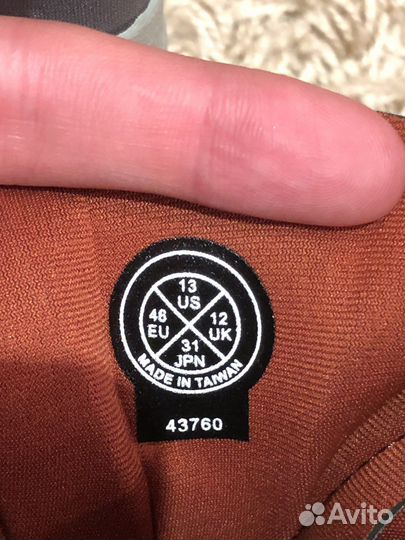 13
US
48
EU
12
UK
31
JPN
MADE IN TAIWAN
43760
Avito